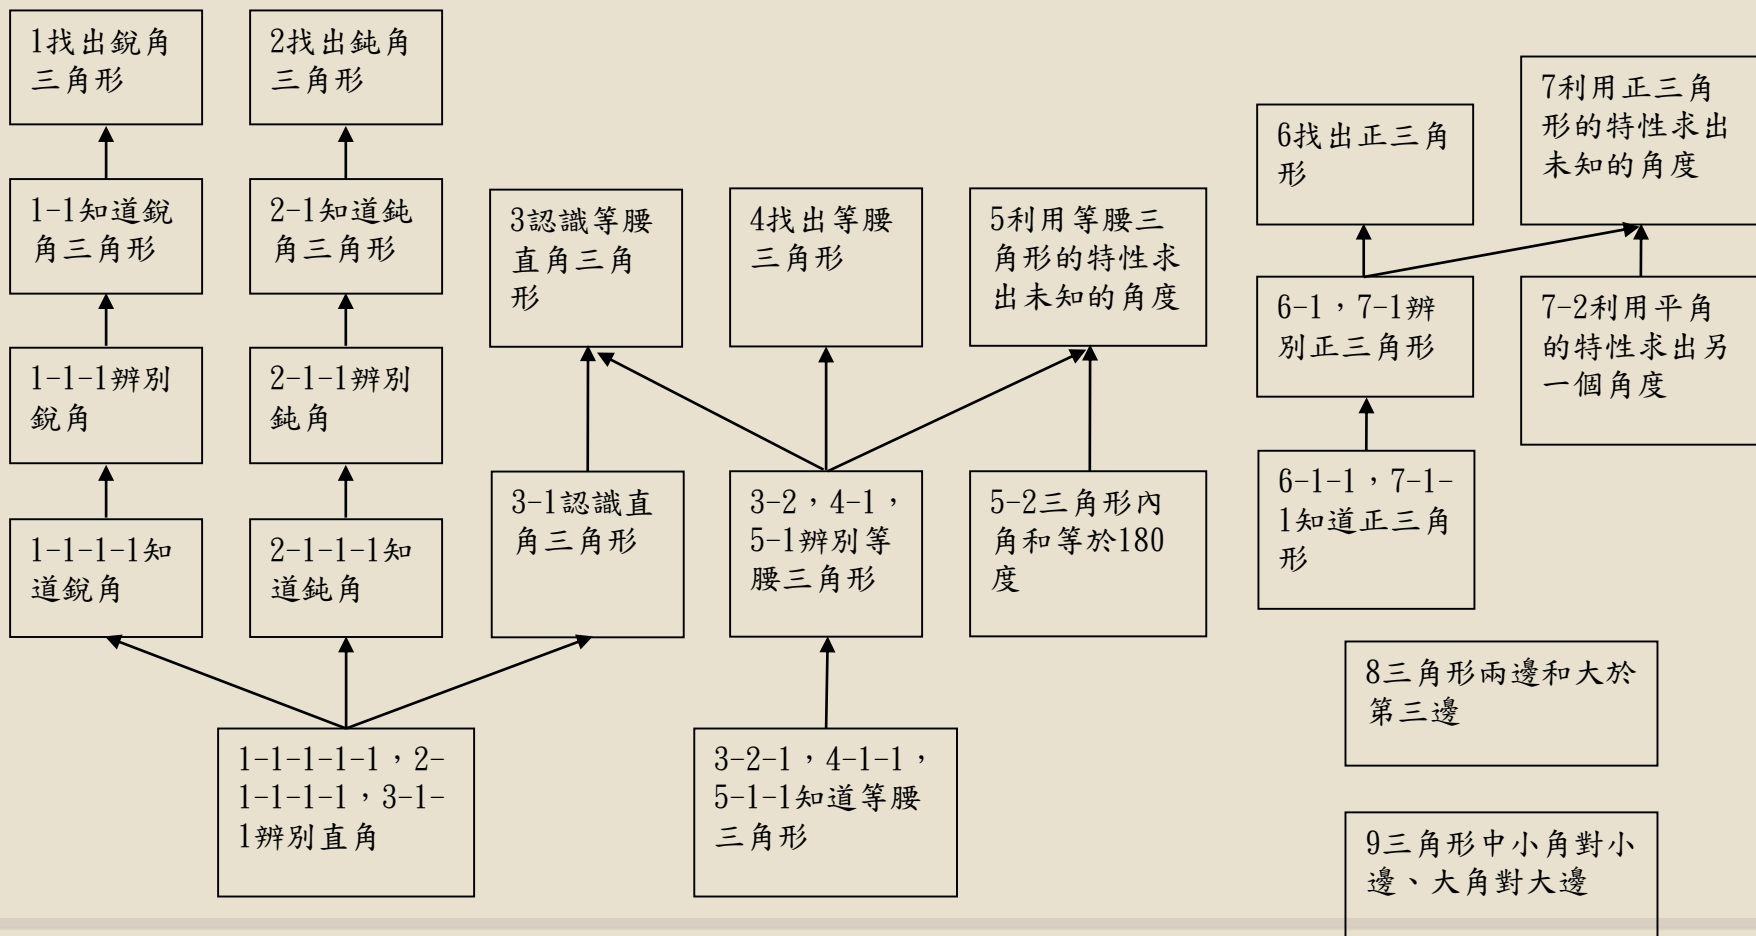 1找出銳角
三角形
2找出鈍角
三角形
1-1知道銳
角三角形
2-1知道鈍
角三角形
3認識等腰
直角三角
形
4找出等腰
三角形
5利用等腰三
角形的特性求
出未知的角度
6找出正三角
形
7利用正三角
形的特性求出
未知的角度
6-1，7-1辨
別正三角形
7-2利用平角
的特性求出另
一個角度
1-1-1辨別
銳角
2-1-1辨別
鈍角
1-1-1-1知
道銳角
2-1-1-1知
道鈍角
3-1認識直
角三角形
3-2，4-1，
5-1辨別等
腰三角形
5-2三角形內
角和等於180
度
6-1-1，7-1-
1知道正三角
形
1-1-1-1-1，2-
1-1-1-1，3-1-
1辨別直角
3-2-1，4-1-1，
5-1-1知道等腰
三角形
8三角形兩邊和大於
第三邊
9三角形中小角對小
邊、大角對大邊